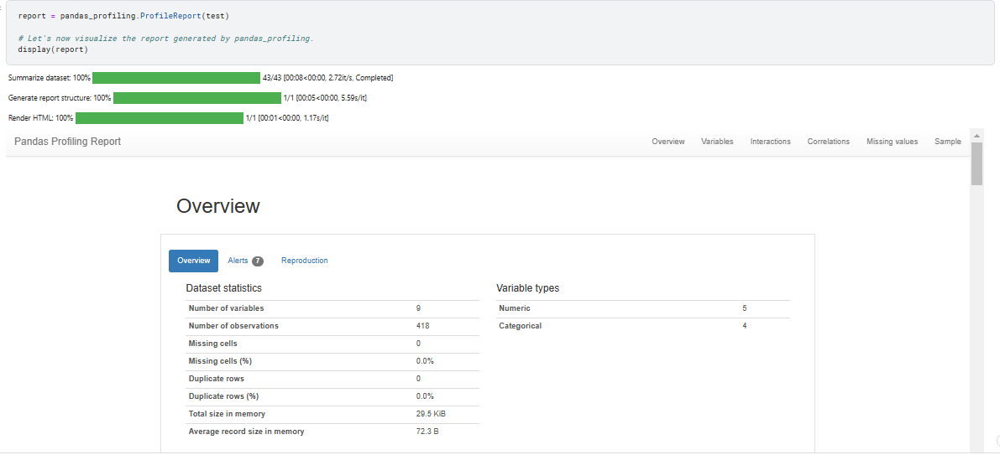 report = pandas_profiling.ProfileReport(test)
# Let's now visualize the report generated by pandas_profiling.
display(report)
Summarize dataset: 100% 43/43 [00:08<00:00, 2.72it/s, Completed]
Generate report structure: 100% 1/1 [00:05<00:00, 5.59s/it]
Render HTML: 100% 1/1 [00:01<00:00, 1.17s/it]
Pandas Profiling Report Overview Variables Interactions Correlations Missing values Sample
Overview
Overview Alerts 7 Reproduction
Dataset statistics
Number of variables 9
Number of observations 418
Missing cells 0
Missing cells (%) 0.0%
Duplicate rows 0
Duplicate rows (%) 0.0%
Total size in memory 29.5 KiB
Average record size in memory 72.3 B
Variable types
Numeric 5
Categorical 4